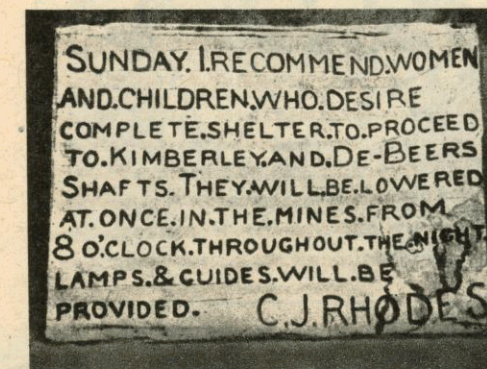 SUNDAY. I.RECOMMEND.WOMEN
AND.CHILDREN.WHO.DESIRE
COMPLETE.SHELTER.TO.PROCEED
TO.KIMBERLEY.AND.DE-BEERS
SHAFTS. THEY.WILL.BE.LOWERED
AT.ONCE.IN.THE.MINES.FROM
8 O'CLOCK.THROUGHOUT.THE.NIGHT.
LAMPS.& GUIDES.WILL.BE
PROVIDED. C.J.RHODES